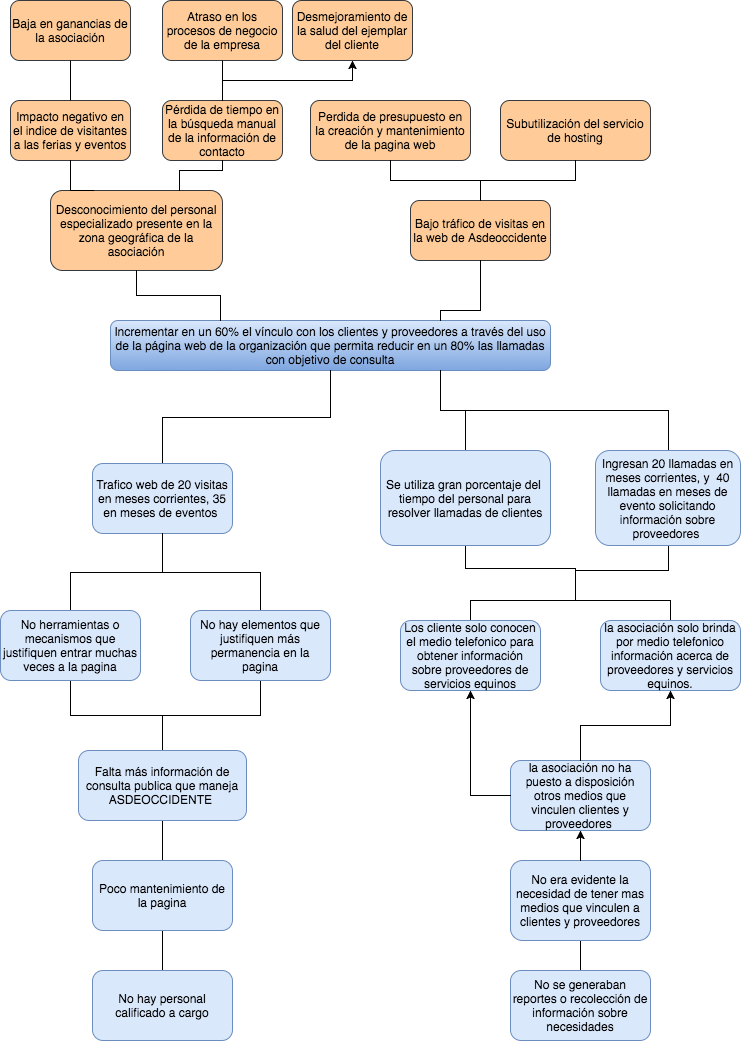 Baja en ganancias de
la asociación
Atraso en los
procesos de negocio
de la empresa
Desmejoramiento de
la salud del ejemplar
del cliente
Impacto negativo en
el indice de visitantes
a las ferias y eventos
Pérdida de tiempo en
la búsqueda manual
de la información de
contacto
Perdida de presupuesto en
la creación y mantenimiento
de la pagina web
Subutilización del servicio
de hosting
Desconocimiento del personal
especializado presente en la
zona geográfica de la
asociación
Bajo tráfico de visitas en
la web de Asdeoccidente
Incrementar en un 60% el vínculo con los clientes y proveedores a través del uso
de la página web de la organización que permita reducir en un 80% las llamadas
con objetivo de consulta
Trafico web de 20 visitas
en meses corrientes, 35
en meses de eventos
Se utiliza gran porcentaje del
tiempo del personal para
resolver llamadas de clientes
Ingresan 20 llamadas en
meses corrientes, y 40
llamadas en meses de
evento solicitando
información sobre
proveedores
No herramientas o
mecanismos que
justifiquen entrar muchas
veces a la pagina
No hay elementos que
justifiquen más
permanencia en la
pagina
Los cliente solo conocen
el medio telefonico para
obtener información
sobre proveedores de
servicios equinos
la asociación solo brinda
por medio telefonico
información acerca de
proveedores y servicios
equinos.
Falta más información de
consulta publica que maneja
ASDEOCCIDENTE
la asociación no ha
puesto a disposición
otros medios que
vinculen clientes y
proveedores
Poco mantenimiento de
la pagina
No era evidente la
necesidad de tener mas
medios que vinculen a
clientes y proveedores
No hay personal
calificado a cargo
No se generaban
reportes o recolección de
información sobre
necesidades